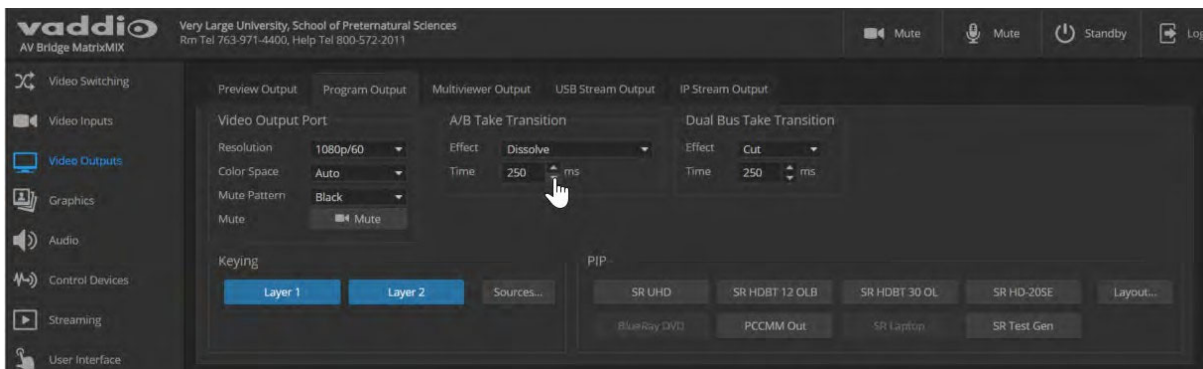 vaddio
AV Bridge MatrixMIX
Very Large University, School of Preternatural Sciences
Rm Tel 763-971-4400, Help Tel 800-572-2011
Mute
Mute
Standby
Log
Video Switching
Video Inputs
Video Outputs
Graphics
Audio
Control Devices
Streaming
User Interface
Preview Output
Program Output
Multiviewer Output
USB Stream Output
IP Stream Output
Video Output Port
Resolution 1080p/60
Color Space Auto
Mute Pattern Black
Mute Mute
A/B Take Transition
Effect Dissolve
Time 250 ms
Dual Bus Take Transition
Effect Cut
Time 250 ms
Keying
Layer 1 Layer 2 Sources...
PIP
SR UHD SR HDBT 12 OLB SR HDBT 30 OL SR HD-20SE Layout...
BlueRay DVD PCCMM Out SR Laptop SR Test Gen